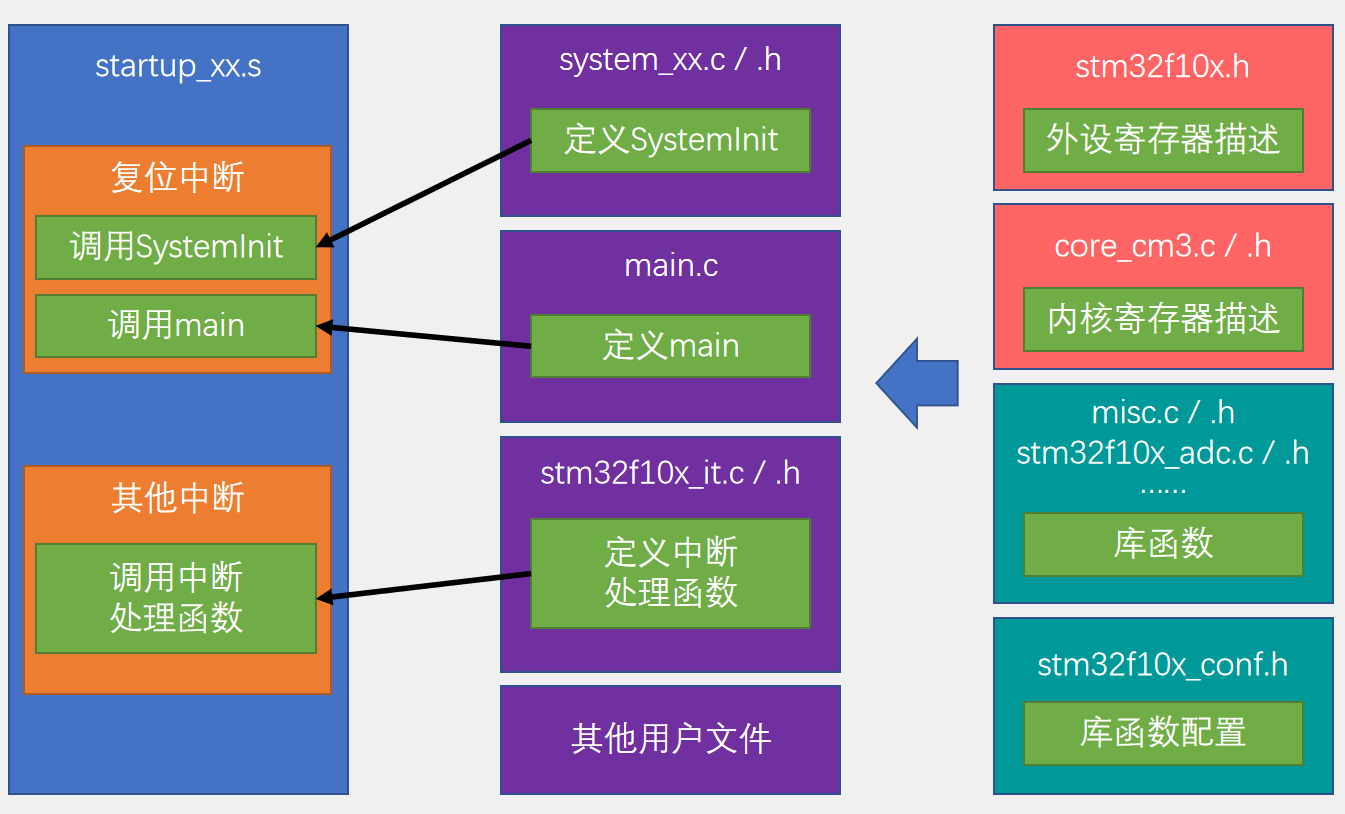 startup_xx.s
复位中断
调用SystemInit
调用main
其他中断
调用中断
处理函数
system_xx.c / .h
定义SystemInit
main.c
定义main
stm32f10x_it.c / .h
定义中断
处理函数
其他用户文件
stm32f10x.h
外设寄存器描述
core_cm3.c / .h
内核寄存器描述
misc.c / .h
stm32f10x_adc.c / .h
……
库函数
stm32f10x_conf.h
库函数配置